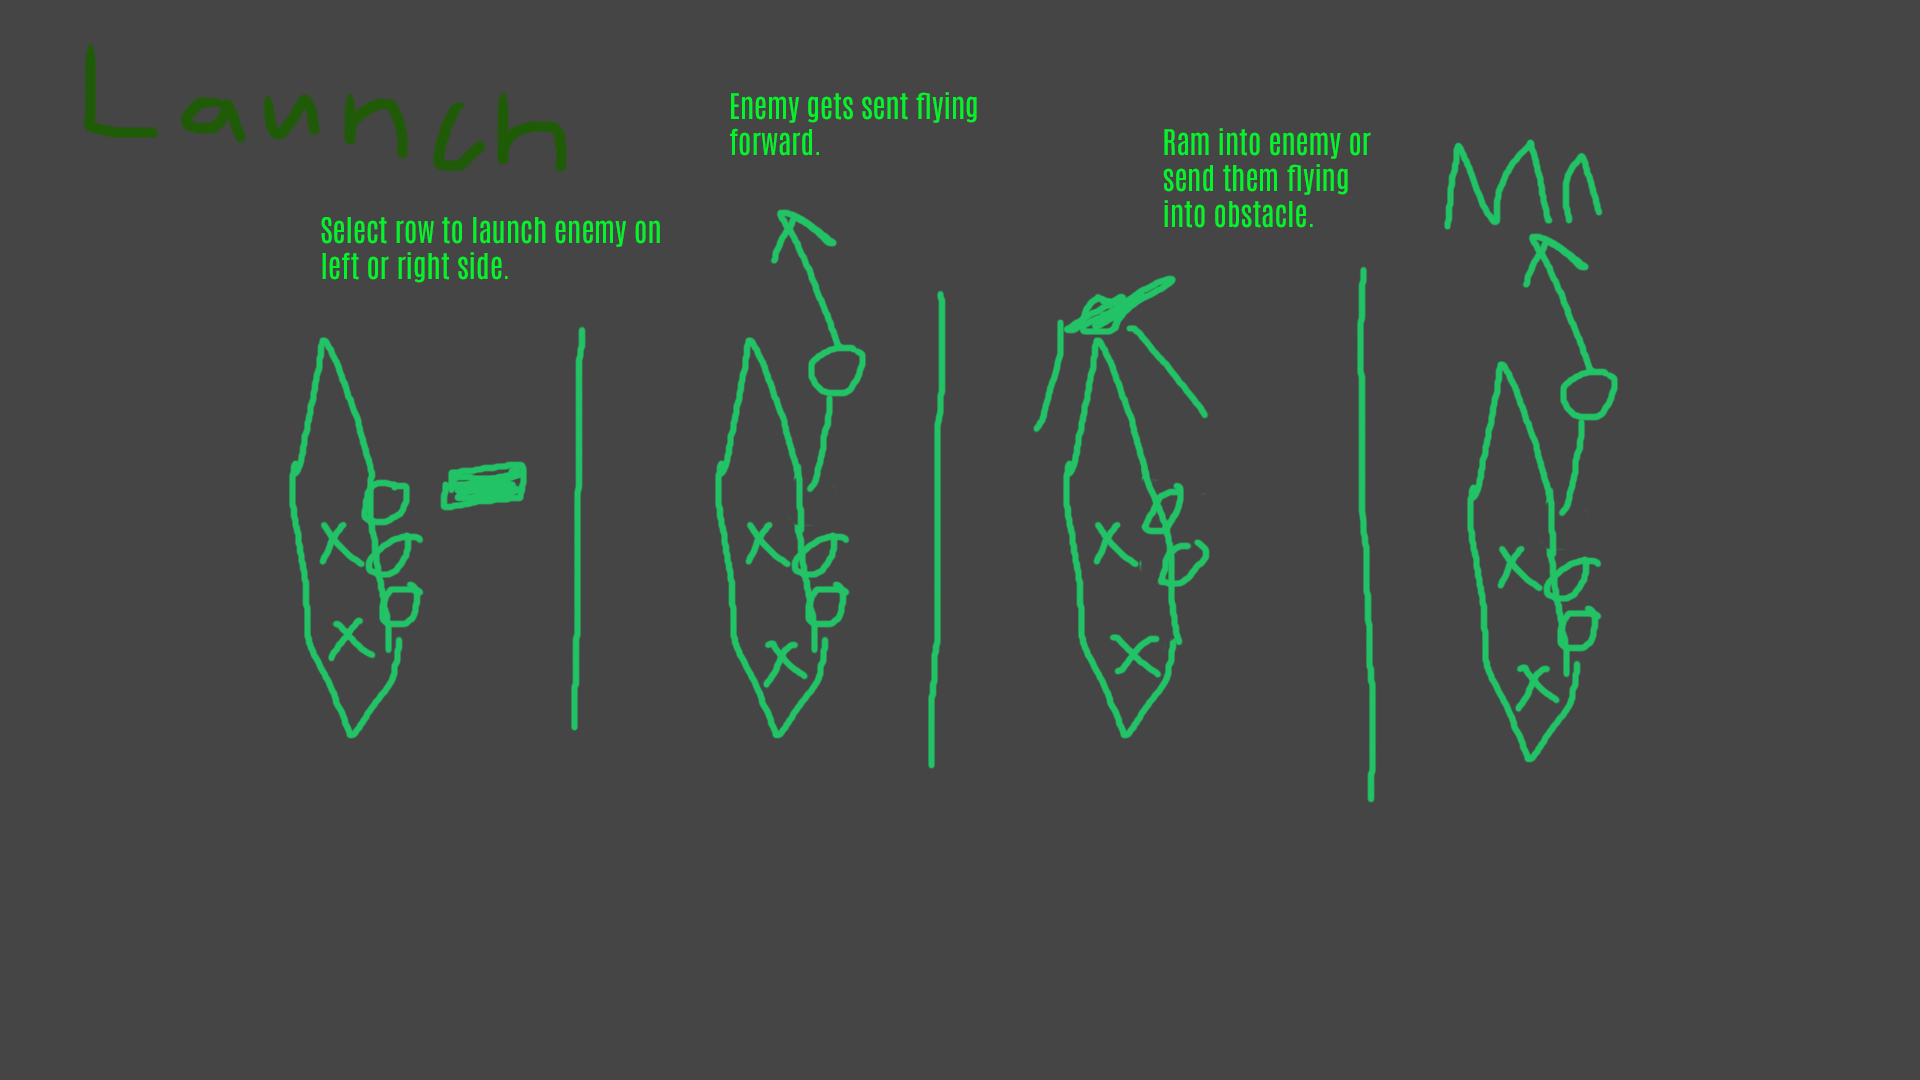 Launch
Enemy gets sent flying
forward.
Ram into enemy or
send them flying
into obstacle.
Select row to launch enemy on
left or right side.